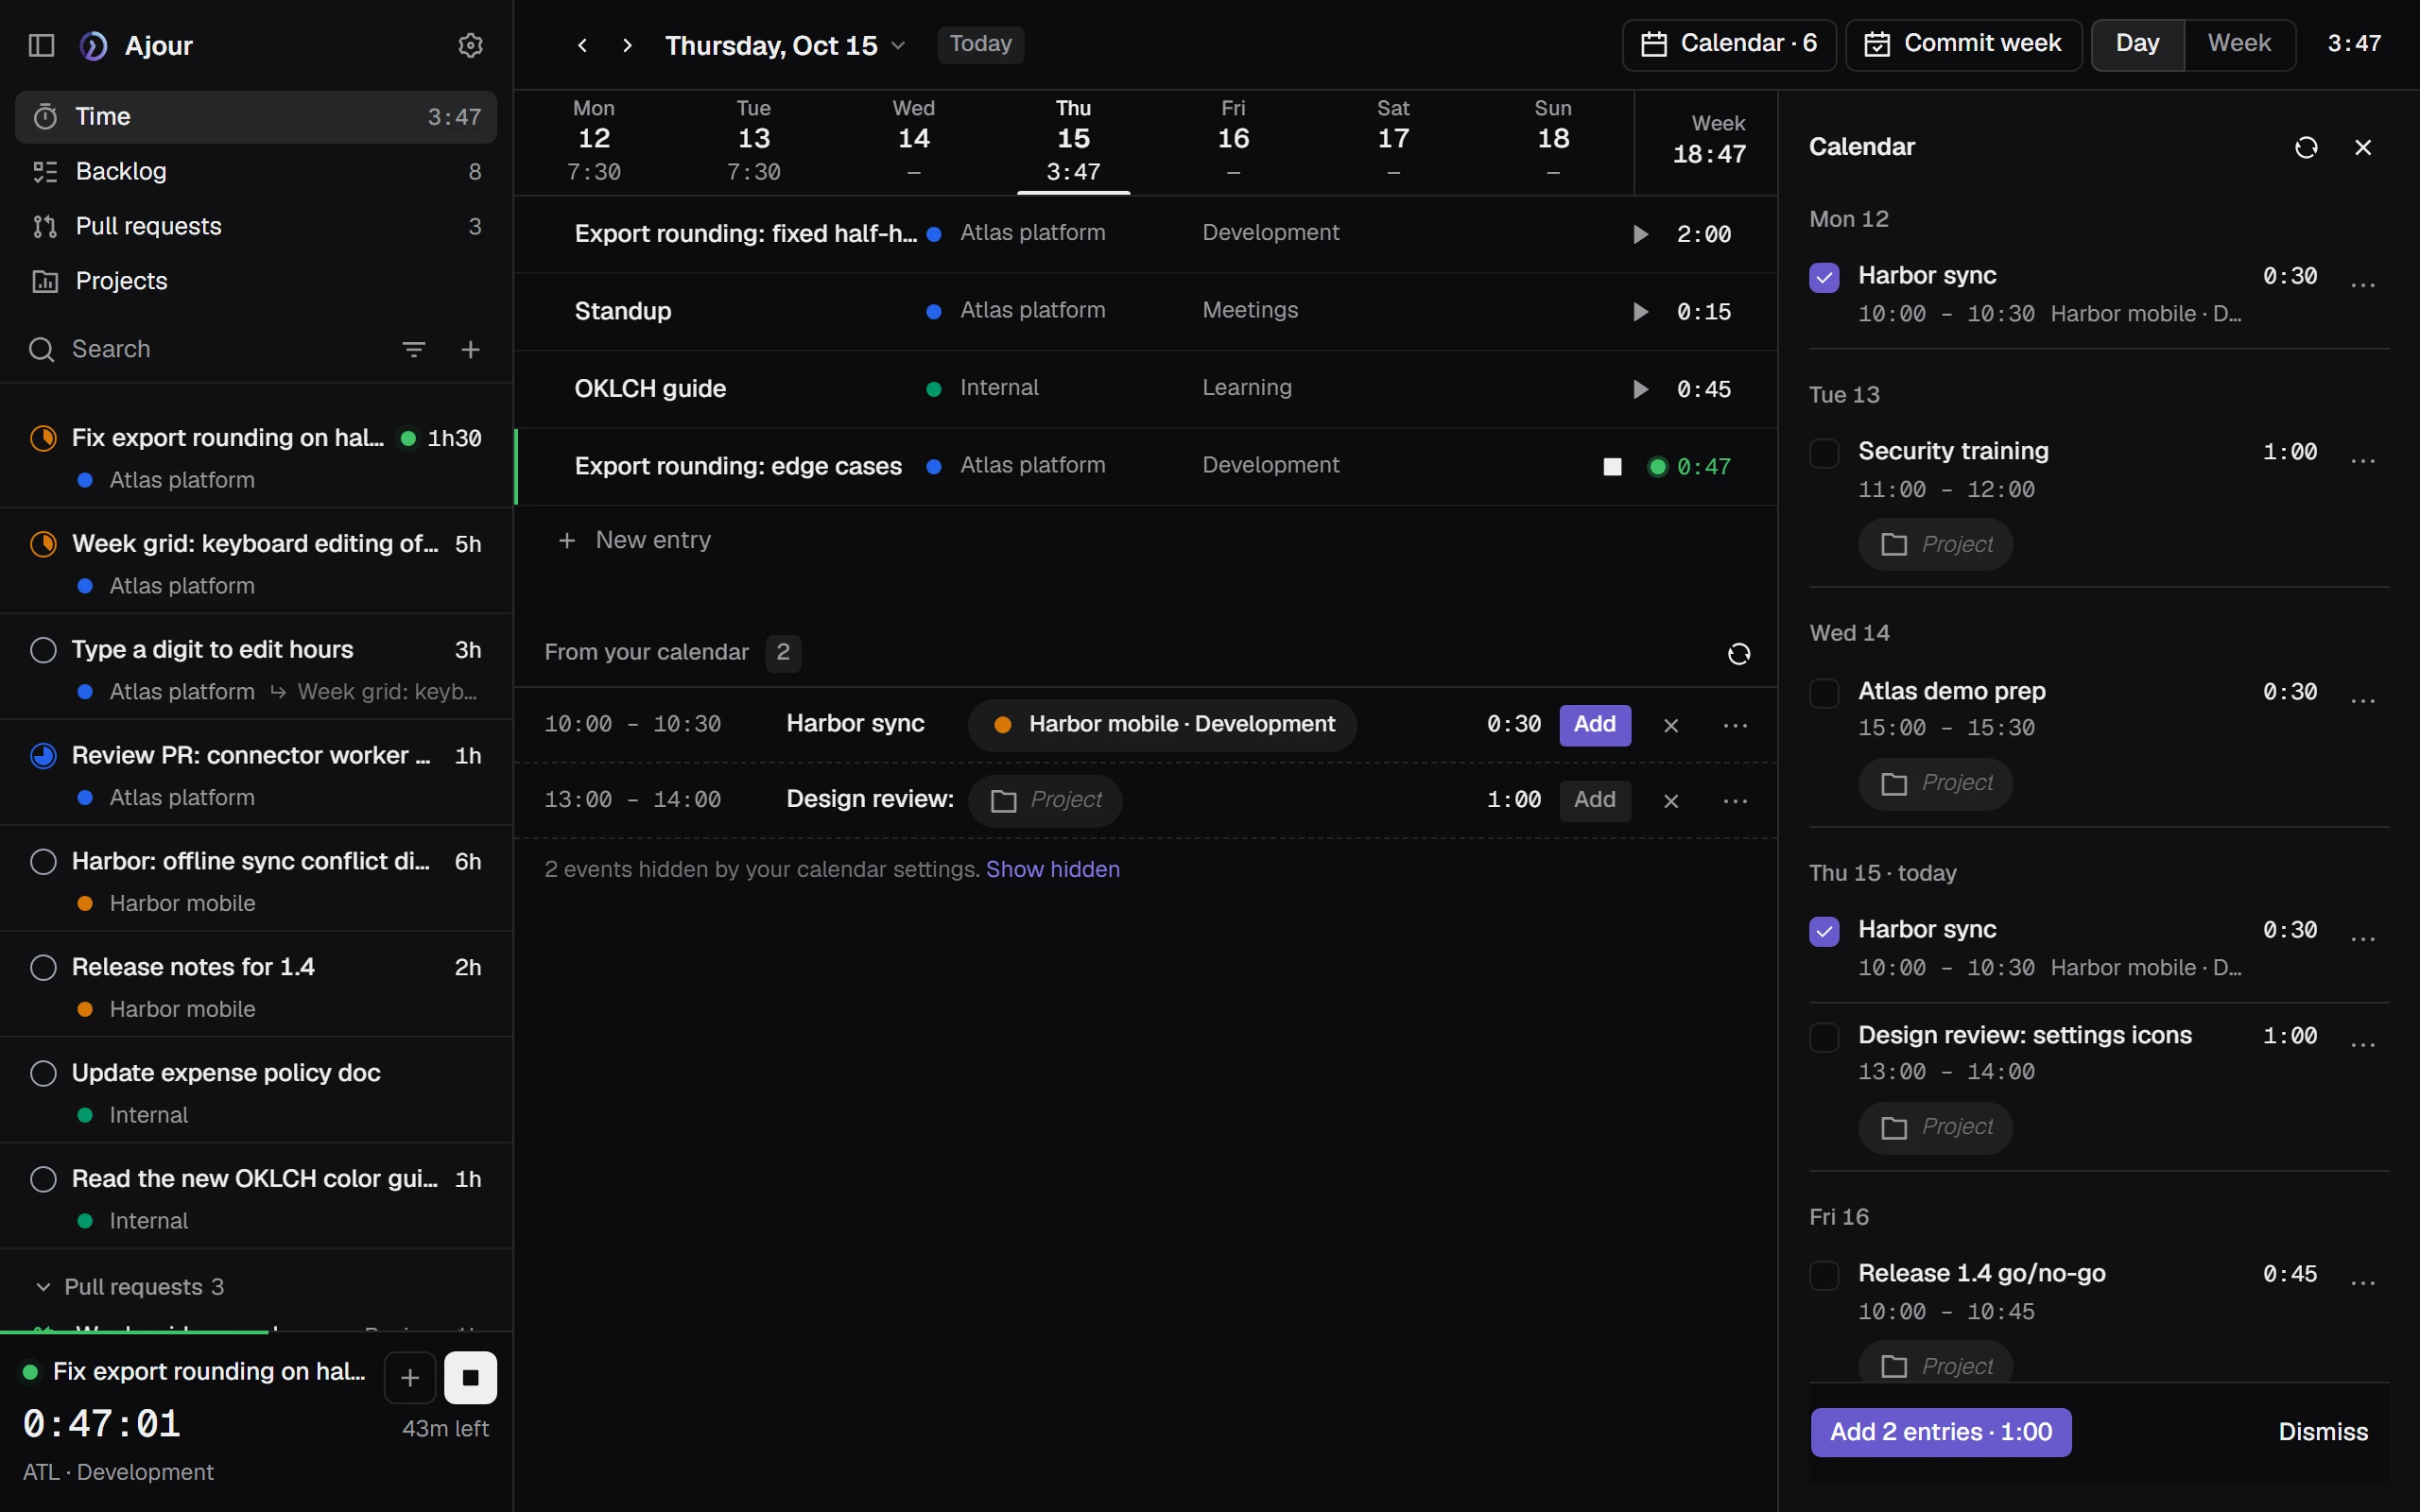 Ajour
Time 3:47
Backlog 8
Pull requests 3
Projects
Search
Fix export rounding on hal... 1h30
Atlas platform
Week grid: keyboard editing of... 5h
Atlas platform
Type a digit to edit hours 3h
Atlas platform ↳ Week grid: keyb...
Review PR: connector worker ... 1h
Atlas platform
Harbor: offline sync conflict di... 6h
Harbor mobile
Release notes for 1.4 2h
Harbor mobile
Update expense policy doc
Internal
Read the new OKLCH color gui... 1h
Internal
Pull requests 3
Fix export rounding on hal...
0:47:01 43m left
ATL · Development
Thursday, Oct 15 Today
Calendar · 6 Commit week Day Week 3:47
Mon Tue Wed Thu Fri Sat Sun Week
12 13 14 15 16 17 18 18:47
7:30 7:30 – 3:47 – – –
Export rounding: fixed half-h... Atlas platform Development 2:00
Standup Atlas platform Meetings 0:15
OKLCH guide Internal Learning 0:45
Export rounding: edge cases Atlas platform Development 0:47
+ New entry
From your calendar 2
10:00 – 10:30 Harbor sync Harbor mobile · Development 0:30 Add
13:00 – 14:00 Design review: Project 1:00 Add
2 events hidden by your calendar settings. Show hidden
Calendar
Mon 12
Harbor sync 0:30
10:00 – 10:30 Harbor mobile · D...
Tue 13
Security training 1:00
11:00 – 12:00
Project
Wed 14
Atlas demo prep 0:30
15:00 – 15:30
Project
Thu 15 · today
Harbor sync 0:30
10:00 – 10:30 Harbor mobile · D...
Design review: settings icons 1:00
13:00 – 14:00
Project
Fri 16
Release 1.4 go/no-go 0:45
10:00 – 10:45
Project
Add 2 entries · 1:00 Dismiss